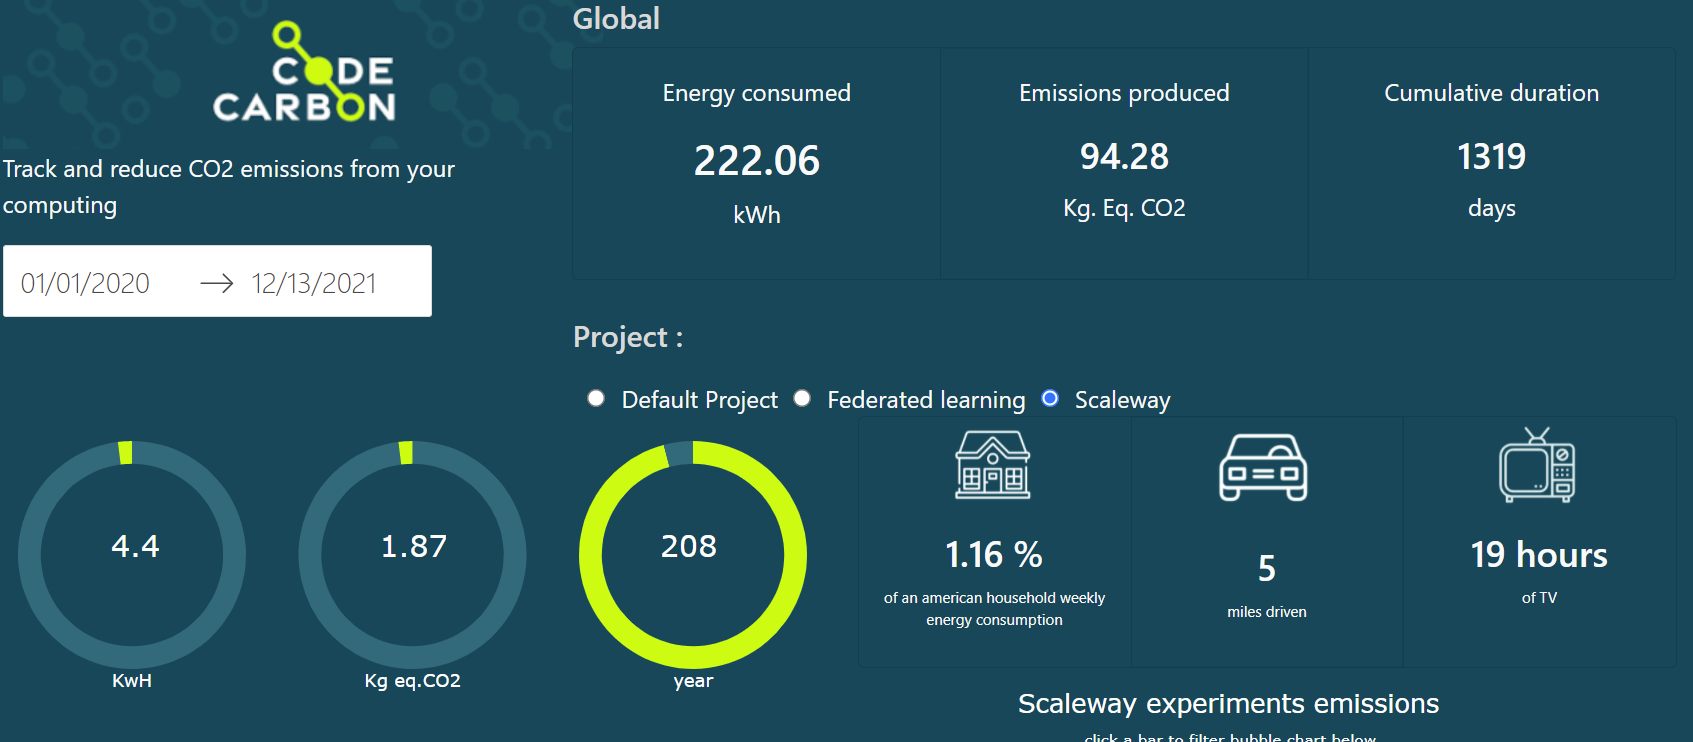 CODE
CARBON
Track and reduce CO2 emissions from your
computing
01/01/2020 → 12/13/2021
Global
Energy consumed
222.06
kWh
Emissions produced
94.28
Kg. Eq. CO2
Cumulative duration
1319
days
Project :
Default Project Federated learning Scaleway
4.4
KwH
1.87
Kg eq.CO2
208
year
1.16 %
of an american household weekly
energy consumption
5
miles driven
19 hours
of TV
Scaleway experiments emissions
click a bar to filter bubble chart below